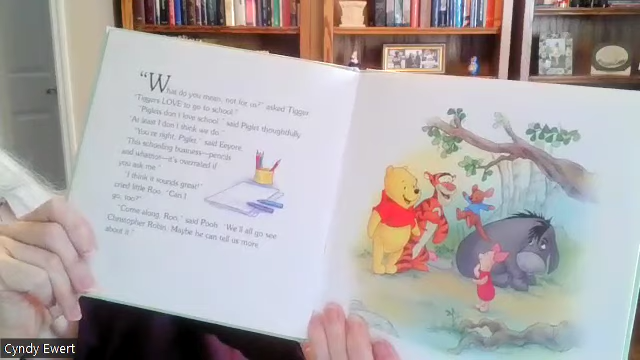 "What do you mean, not for us?" asked Tigger.
"Tiggers LOVE to go to school."
"Piglets don't love school," said Piglet thoughtfully.
"At least I don't think we do."
"You're right, Piglet," said Eeyore.
"This schooling business—pencils
and whatnot—it's overrated if
you ask me."
"I think it sounds great!"
cried little Roo. "Can I
go, too?"
"Come along, Roo," said Pooh. "We'll all go see
Christopher Robin. Maybe he can tell us more
about it."
Cyndy Ewert